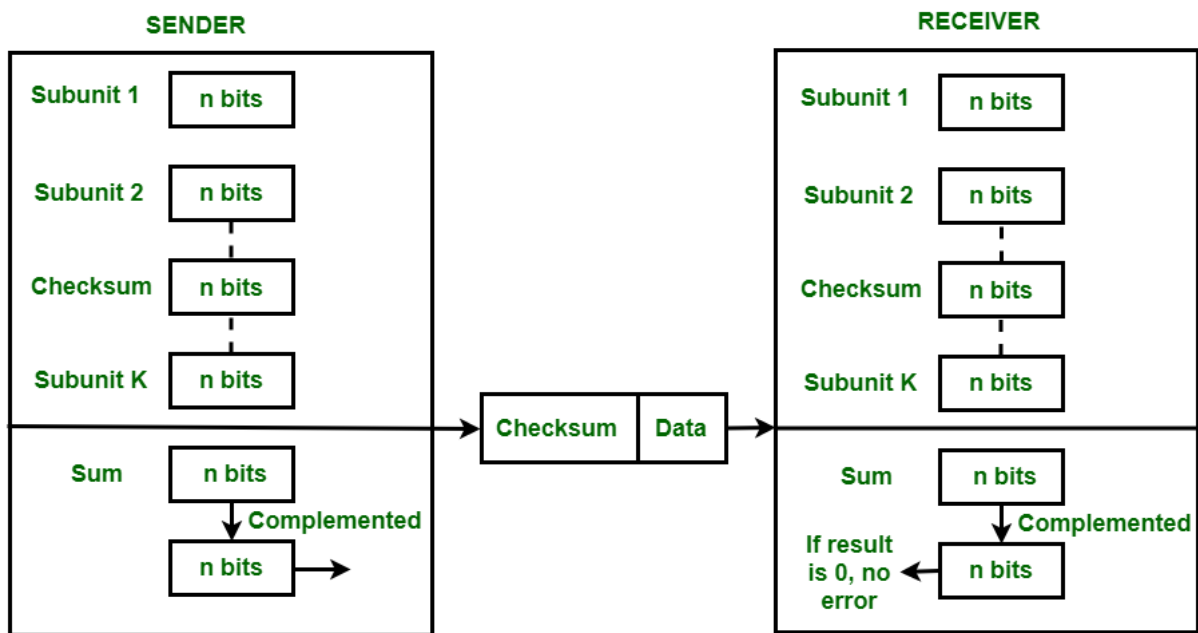 SENDER
Subunit 1
n bits
Subunit 2
n bits
Checksum
n bits
Subunit K
n bits
Sum
n bits
Complemented
n bits
Checksum
Data
RECEIVER
Subunit 1
n bits
Subunit 2
n bits
Checksum
n bits
Subunit K
n bits
Sum
n bits
Complemented
If result
is 0, no
error
n bits